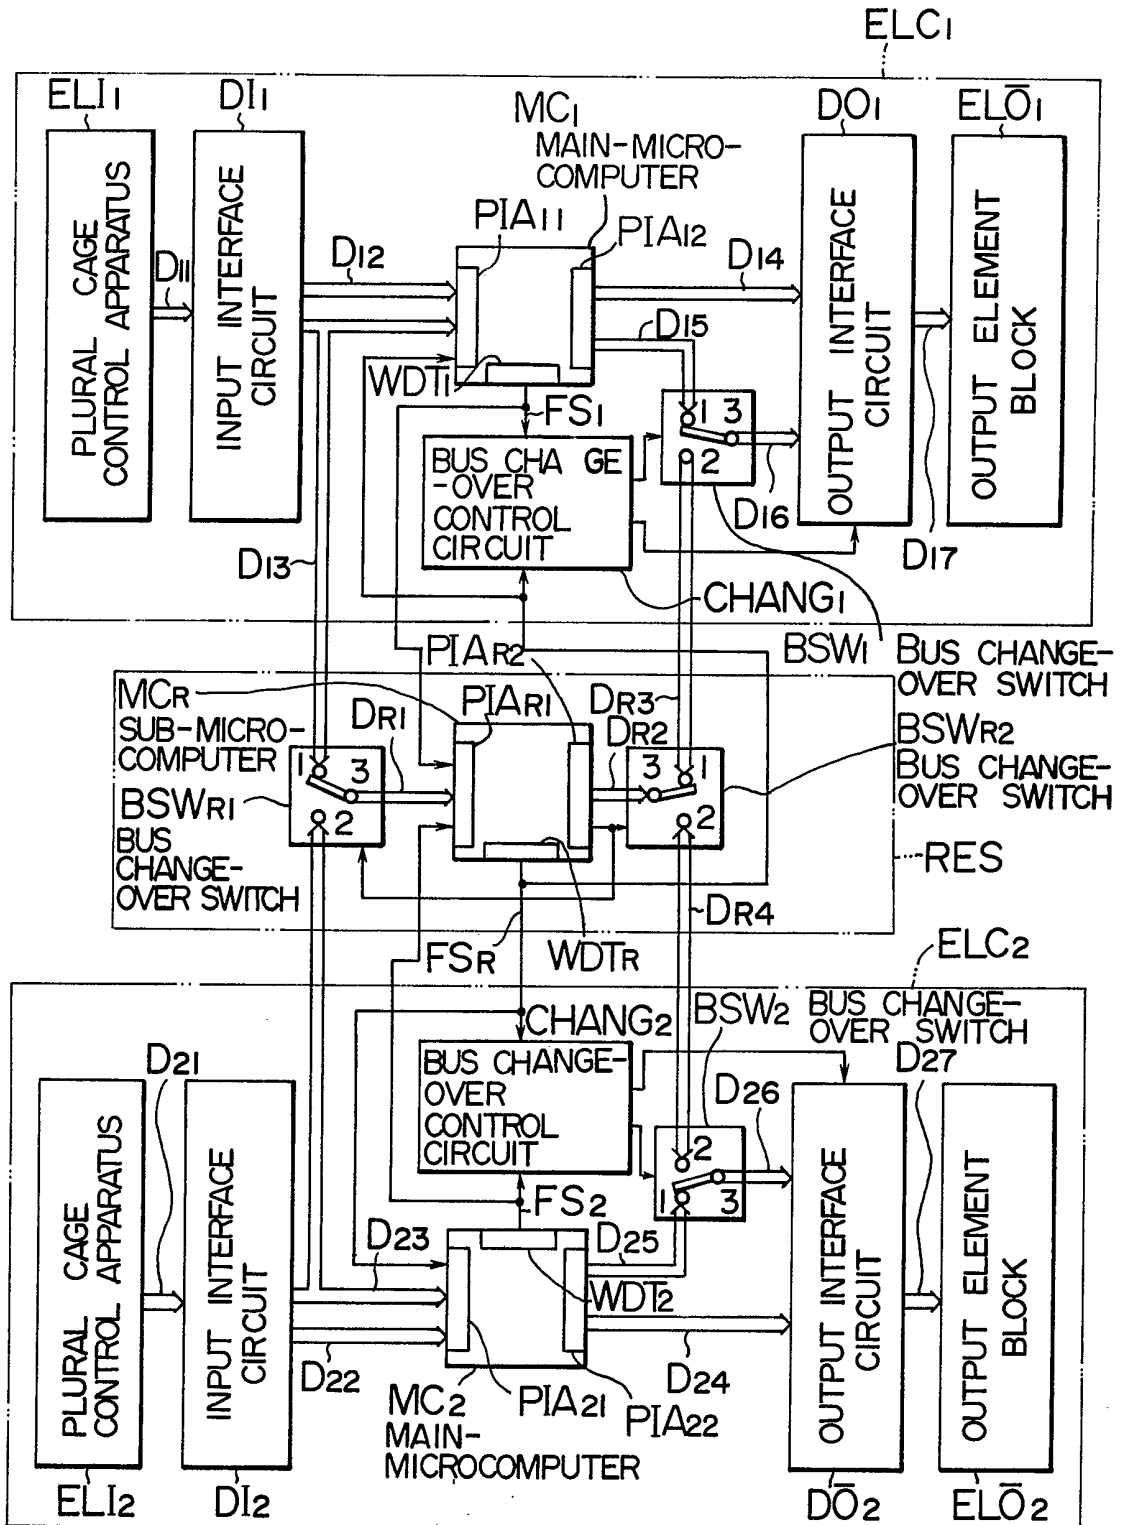 ELC1
ELI1
DI1
MC1
MAIN-MICRO-
COMPUTER
DO1
ELŌ1
PLURAL CAGE
CONTROL APPARATUS
D11
INPUT INTERFACE
CIRCUIT
D12
PIA11
PIA12
D14
D15
WDT1
FS1
OUTPUT INTERFACE
CIRCUIT
OUTPUT ELEMENT
BLOCK
BUS CHA GE
-OVER
CONTROL
CIRCUIT
1
3
2
D16
D17
D13
CHANG1
BSW1
BUS CHANGE-
OVER SWITCH
PIAR2
MCR
SUB-MICRO-
COMPUTER
DR1
PIAR1
DR3
DR2
BSWR2
BUS CHANGE-
OVER SWITCH
1
3
2
3
1
2
BSWR1
BUS
CHANGE-
OVER SWITCH
RES
DR4
FSR
WDTR
ELC2
CHANG2
BSW2
BUS CHANGE-
OVER SWITCH
D21
BUS CHANGE-
OVER
CONTROL
CIRCUIT
D26
D27
2
1
3
PLURAL CAGE
CONTROL APPARATUS
INPUT INTERFACE
CIRCUIT
FS2
D23
D25
WDT2
OUTPUT INTERFACE
CIRCUIT
OUTPUT ELEMENT
BLOCK
D22
D24
MC2
MAIN-
MICROCOMPUTER
PIA21
PIA22
ELI2
DI2
DŌ2
ELŌ2